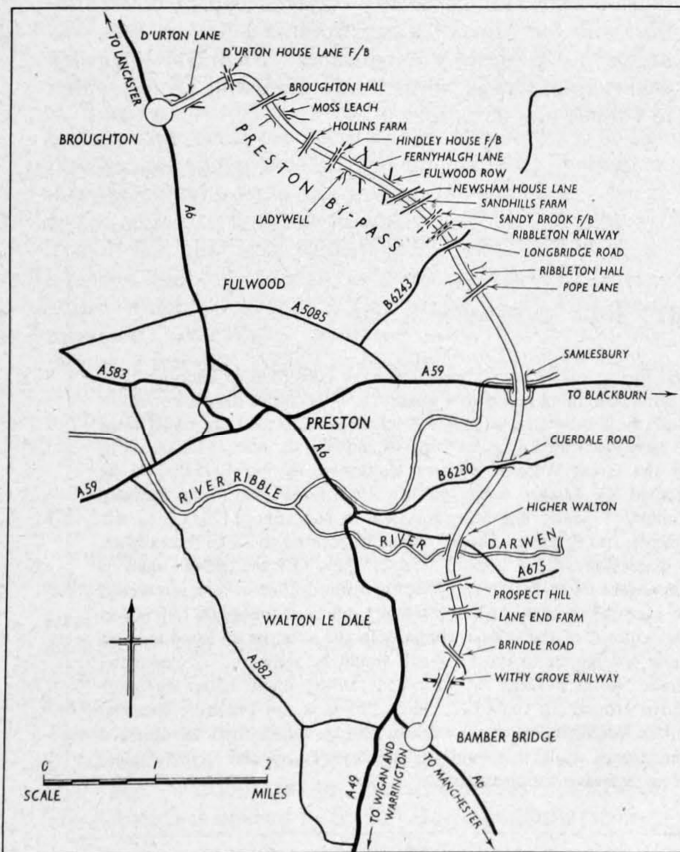 TO LANCASTER
D'URTON LANE
D'URTON HOUSE LANE F/B
BROUGHTON HALL
MOSS LEACH
BROUGHTON
HOLLINS FARM
HINDLEY HOUSE F/B
FERNYHALGH LANE
FULWOOD ROW
PRESTON BY-PASS
NEWSHAM HOUSE LANE
SANDHILLS FARM
LADYWELL
SANDY BROOK F/B
RIBBLETON RAILWAY
LONGBRIDGE ROAD
A6
RIBBLETON HALL
FULWOOD
POPE LANE
B6243
A5085
SAMLESBURY
A583
A59
TO BLACKBURN
PRESTON
A6
CUERDALE ROAD
B6230
A59
RIVER RIBBLE
HIGHER WALTON
RIVER DARWEN
A675
PROSPECT HILL
LANE END FARM
WALTON LE DALE
BRINDLE ROAD
A582
WITHY GROVE RAILWAY
BAMBER BRIDGE
0 2
SCALE MILES
A49
TO WIGAN AND
WARRINGTON
TO MANCHESTER
A6